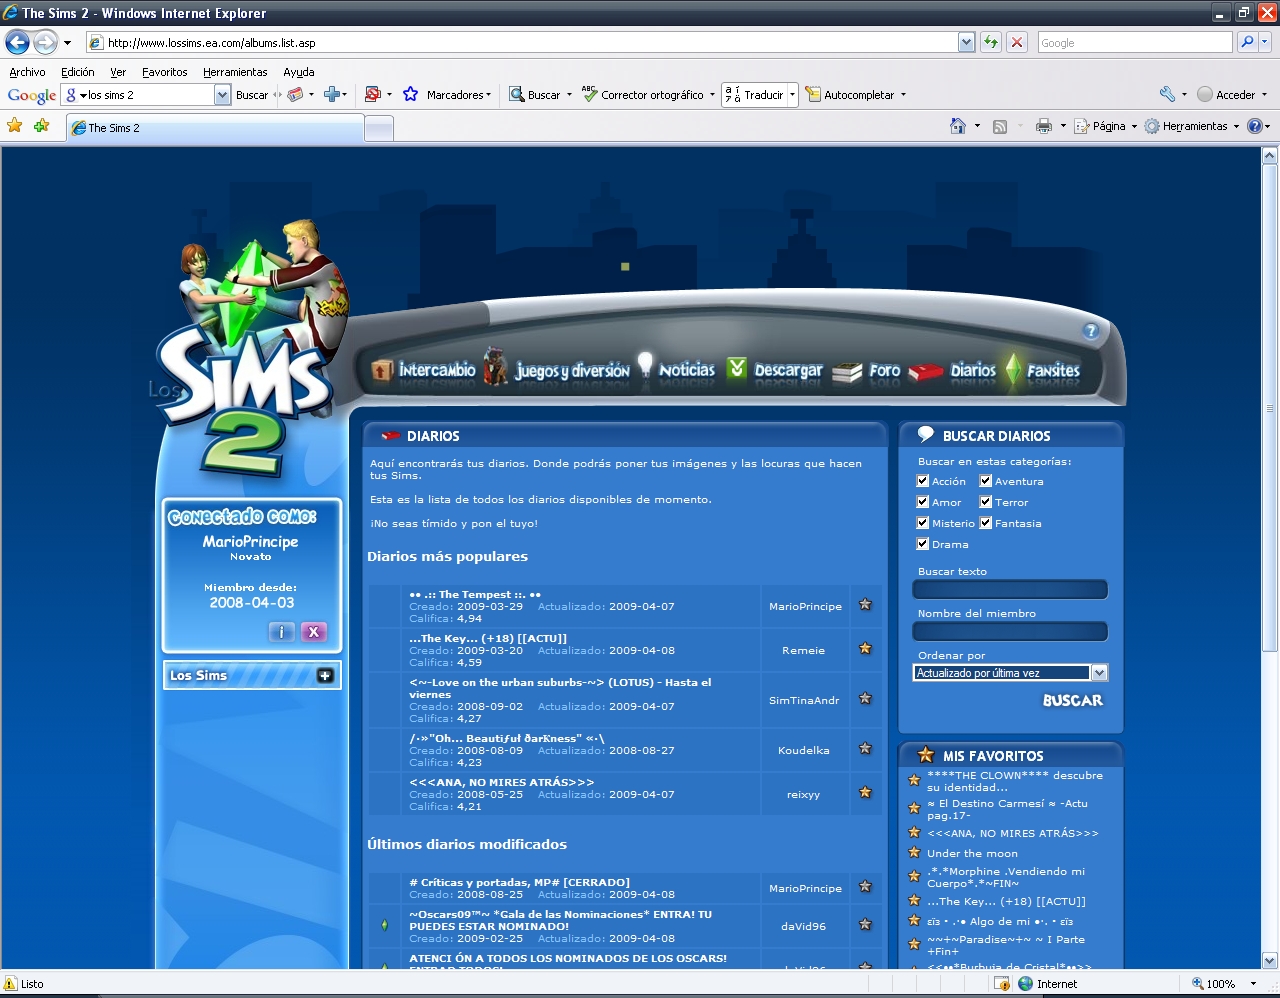 The Sims 2 - Windows Internet Explorer
http://www.lossims.ea.com/albums.list.asp
Google
Archivo Edición Ver Favoritos Herramientas Ayuda
Google los sims 2 Buscar Marcadores Buscar ABC Corrector ortográfico Traducir Autocompletar Acceder
The Sims 2 Página Herramientas
Los SIMS 2
Intercambio Juegos y diversión Noticias Descargar Foro Diarios Fansites
Conectado como:
MarioPrincipe
Novato
Miembro desde:
2008-04-03
i X
Los Sims
DIARIOS
Aquí encontrarás tus diarios. Donde podrás poner tus imágenes y las locuras que hacen
tus Sims.
Esta es la lista de todos los diarios disponibles de momento.
¡No seas tímido y pon el tuyo!
Diarios más populares
•• .:: The Tempest ::. ••
Creado: 2009-03-29 Actualizado: 2009-04-07
Califica: 4,94
MarioPrincipe
...The Key... (+18) [[ACTU]]
Creado: 2009-03-20 Actualizado: 2009-04-08
Califica: 4,59
Remeie
<~-Love on the urban suburbs-~> (LOTUS) - Hasta el
viernes
Creado: 2008-09-02 Actualizado: 2009-04-07
Califica: 4,27
SimTinaAndr
/·»"Oh... Beautiƒuł ðarKness" «·\
Creado: 2008-08-09 Actualizado: 2008-08-27
Califica: 4,23
Koudelka
<<<ANA, NO MIRES ATRÁS>>>
Creado: 2008-05-25 Actualizado: 2009-04-07
Califica: 4,21
reixyy
Últimos diarios modificados
# Críticas y portadas, MP# [CERRADO]
Creado: 2008-08-25 Actualizado: 2009-04-08
MarioPrincipe
~Oscars09™~ *Gala de las Nominaciones* ENTRA! TU
PUEDES ESTAR NOMINADO!
Creado: 2009-02-25 Actualizado: 2009-04-08
daVid96
ATENCI ÓN A TODOS LOS NOMINADOS DE LOS OSCARS!
ENTRAD TODOS!
daVid96
BUSCAR DIARIOS
Buscar en estas categorías:
Acción Aventura
Amor Terror
Misterio Fantasia
Drama
Buscar texto
Nombre del miembro
Ordenar por
Actualizado por última vez
BUSCAR
MIS FAVORITOS
****THE CLOWN**** descubre
su identidad...
≈ El Destino Carmesí ≈ -Actu
pag.17-
<<<ANA, NO MIRES ATRÁS>>>
Under the moon
.*.*Morphine .Vendiendo mi
Cuerpo*.*~FIN~
...The Key... (+18) [[ACTU]]
εïз · .·• Algo de mi •·. · εïз
~~+~Paradise~+~ ~ I Parte
+Fin+
<<••*Burbuja de Cristal*••>>
Listo Internet 100%